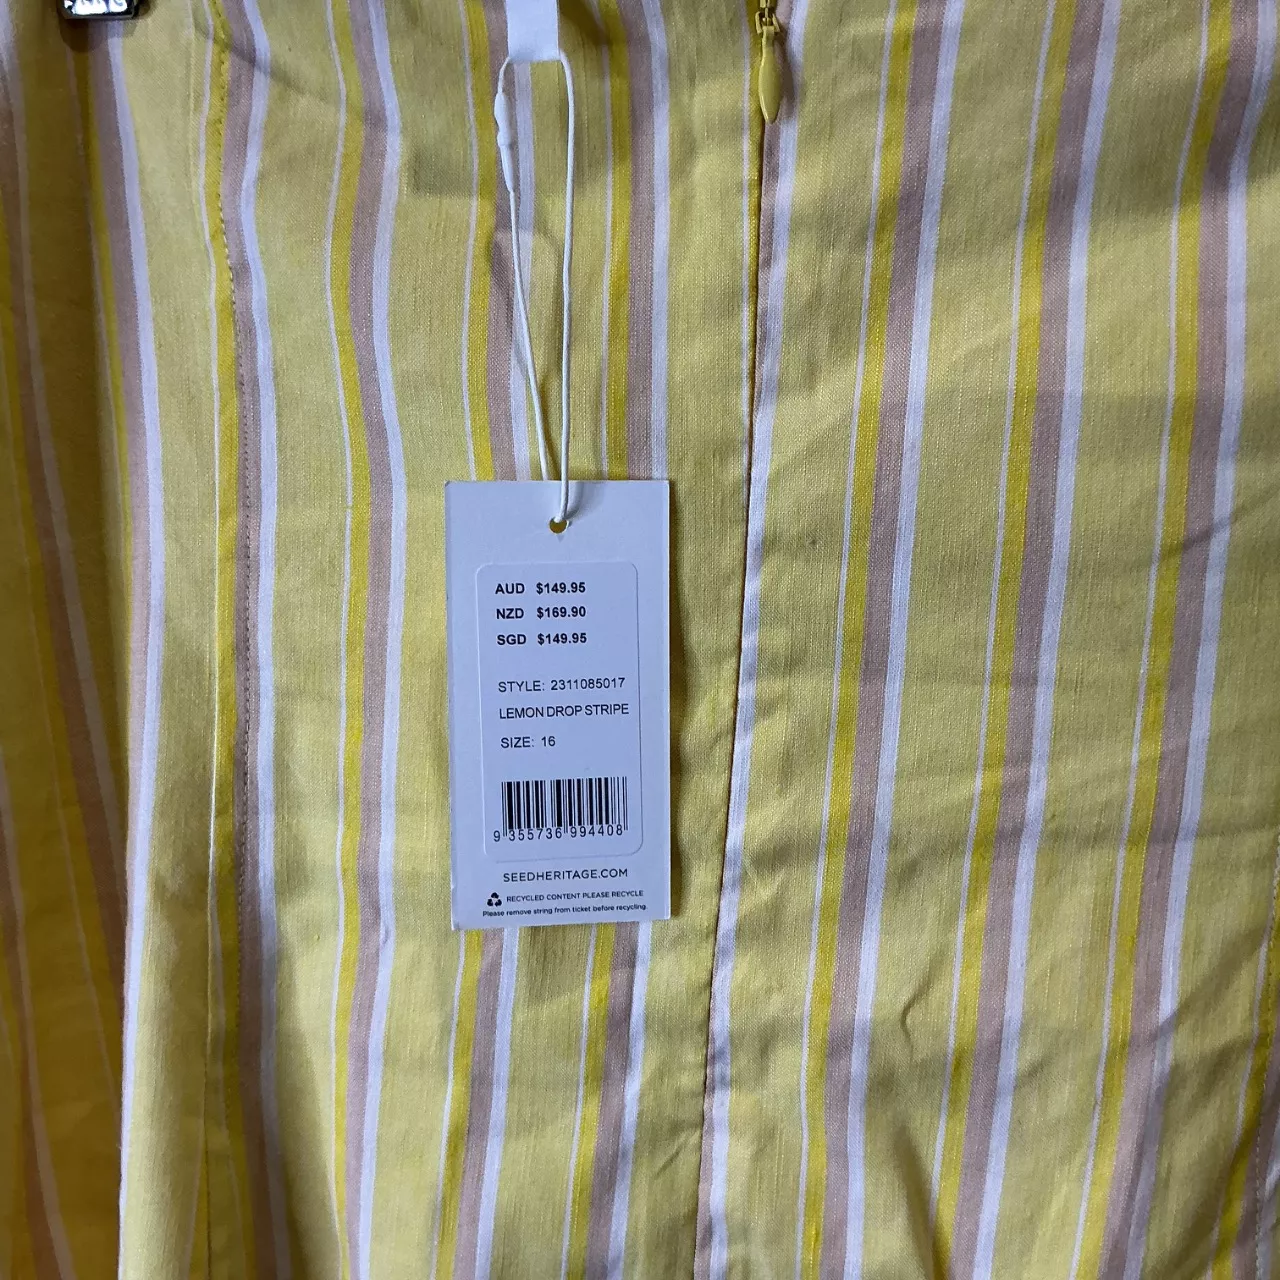 AUD $149.95
NZD $169.90
SGD $149.95
STYLE: 2311085017
LEMON DROP STRIPE
SIZE: 16
9 355736 994408
SEEDHERITAGE.COM
RECYCLED CONTENT PLEASE RECYCLE
Please remove string from ticket before recycling.